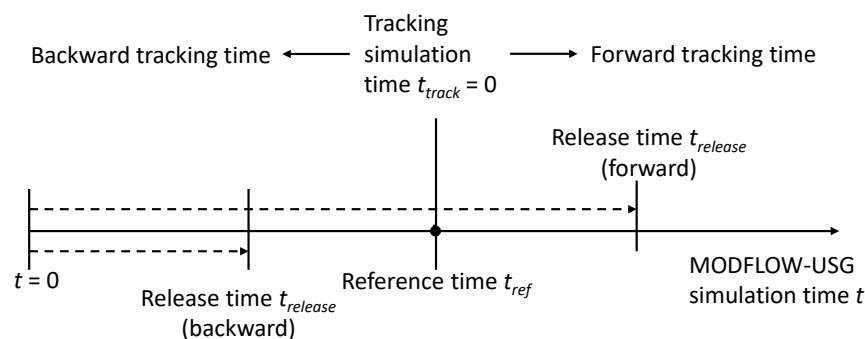 Tracking
simulation
time t_track = 0
Backward tracking time
Forward tracking time
Release time t_release
(forward)
t = 0
Release time t_release
(backward)
Reference time t_ref
MODFLOW-USG
simulation time t